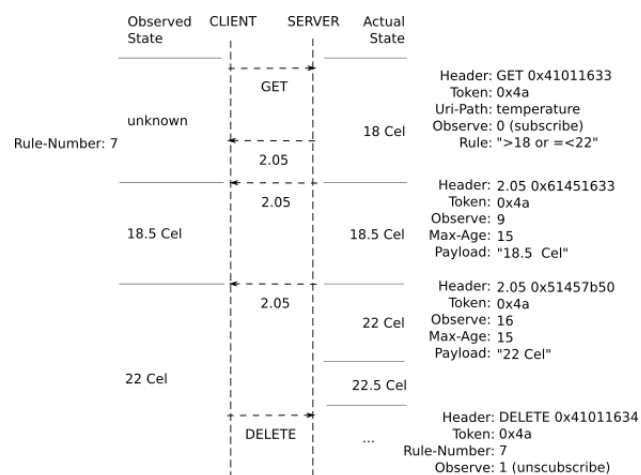 Observed State
CLIENT
SERVER
Actual State
GET
Header: GET 0x41011633
Token: 0x4a
Uri-Path: temperature
Observe: 0 (subscribe)
Rule: ">18 or =<22"
unknown
18 Cel
Rule-Number: 7
2.05
2.05
Header: 2.05 0x61451633
Token: 0x4a
Observe: 9
Max-Age: 15
Payload: "18.5 Cel"
18.5 Cel
18.5 Cel
2.05
Header: 2.05 0x51457b50
Token: 0x4a
Observe: 16
Max-Age: 15
Payload: "22 Cel"
22 Cel
22 Cel
22.5 Cel
DELETE
...
Header: DELETE 0x41011634
Token: 0x4a
Rule-Number: 7
Observe: 1 (unscubscribe)